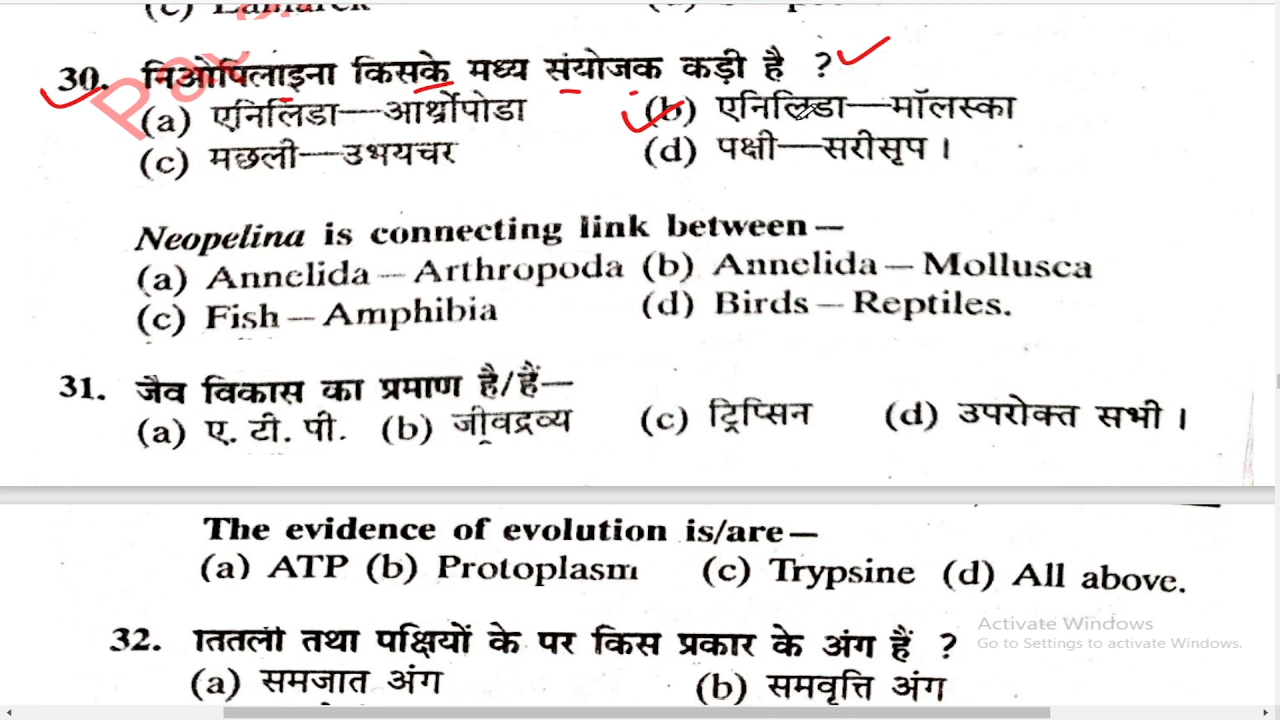 (c) Lamarck
30. निओपिलाइना किसके मध्य संयोजक कड़ी है ?
(a) एनिलिडा—आर्थ्रोपोडा (b) एनिलिडा—मॉलस्का
(c) मछली—उभयचर (d) पक्षी—सरीसृप ।
Neopelina is connecting link between—
(a) Annelida—Arthropoda (b) Annelida—Mollusca
(c) Fish—Amphibia (d) Birds—Reptiles.
31. जैव विकास का प्रमाण है/हैं—
(a) ए. टी. पी. (b) जीवद्रव्य (c) ट्रिप्सिन (d) उपरोक्त सभी ।
The evidence of evolution is/are—
(a) ATP (b) Protoplasm (c) Trypsine (d) All above.
32. तितली तथा पक्षियों के पर किस प्रकार के अंग हैं ?
(a) समजात अंग (b) समवृत्ति अंग
Activate Windows
Go to Settings to activate Windows.